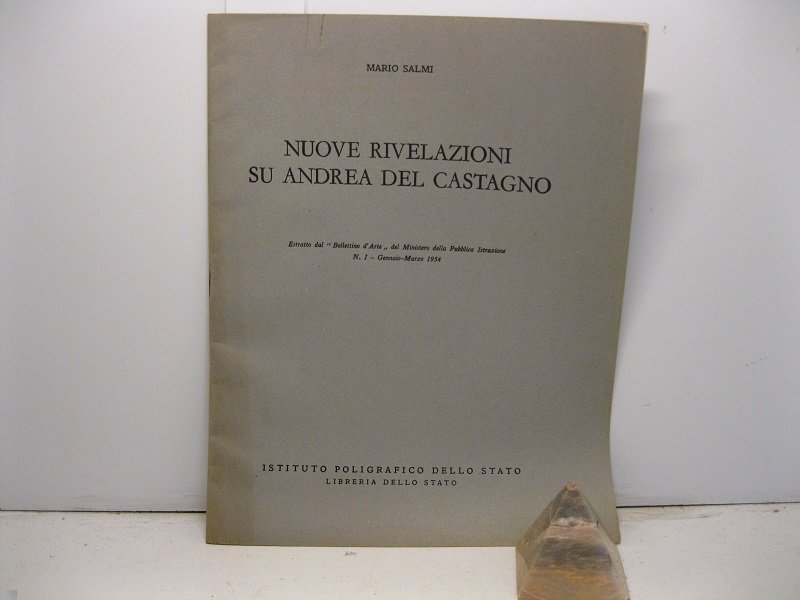 MARIO SALMI
NUOVE RIVELAZIONI
SU ANDREA DEL CASTAGNO
Estratto dal "Bollettino d'Arte„ del Ministero della Pubblica Istruzione
N. I - Gennaio-Marzo 1954
ISTITUTO POLIGRAFICO DELLO STATO
LIBRERIA DELLO STATO